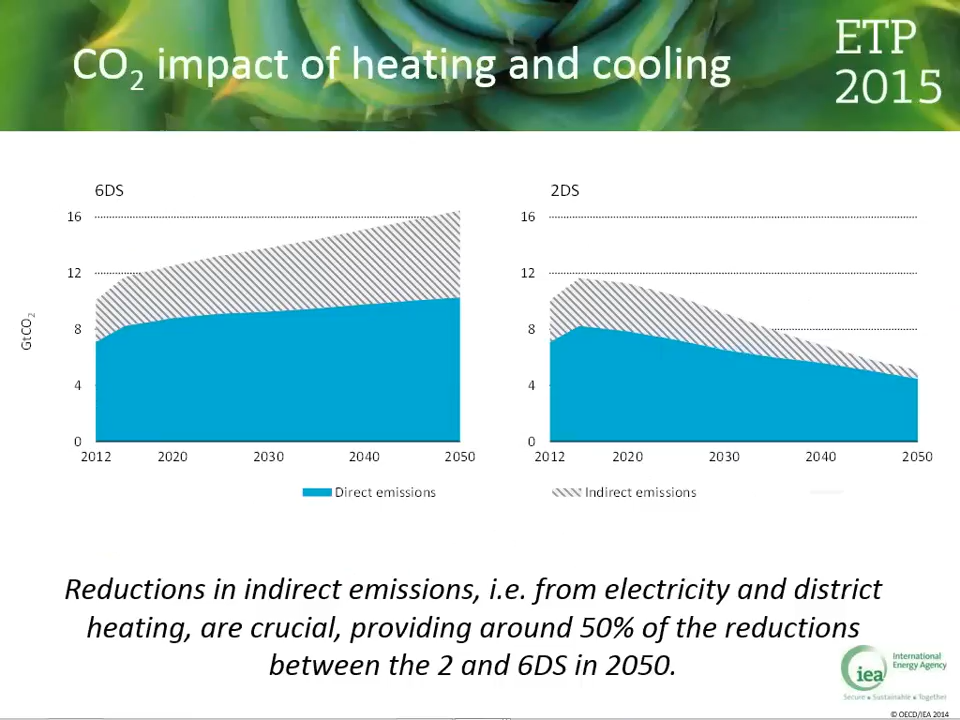 CO2 impact of heating and cooling
ETP
2015
6DS
16
12
8
4
0
GtCO2
2012 2020 2030 2040 2050
2DS
16
12
8
4
0
2012 2020 2030 2040 2050
Direct emissions
Indirect emissions
Reductions in indirect emissions, i.e. from electricity and district
heating, are crucial, providing around 50% of the reductions
between the 2 and 6DS in 2050.
iea
International
Energy Agency
Secure • Sustainable • Together
© OECD/IEA 2014